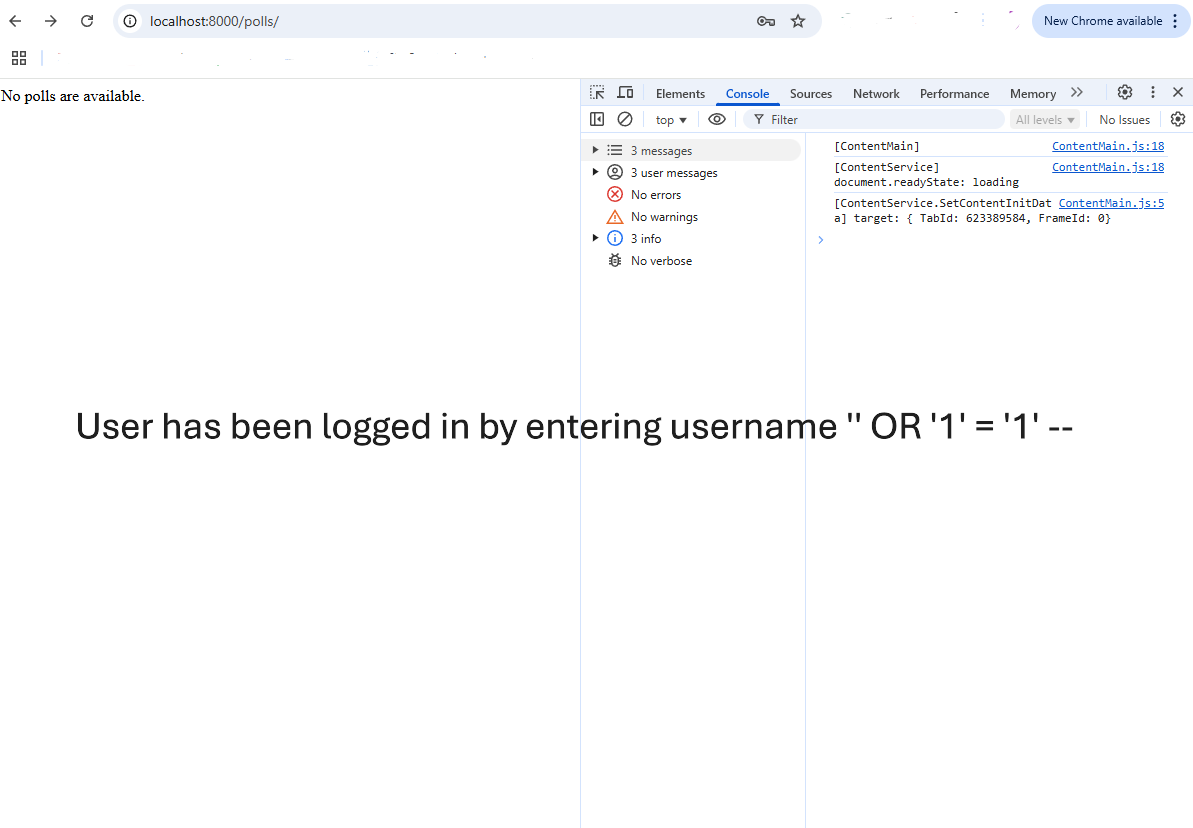 localhost:8000/polls/
New Chrome available
No polls are available.
Elements Console Sources Network Performance Memory
top Filter All levels No Issues
3 messages
3 user messages
No errors
No warnings
3 info
No verbose
[ContentMain] ContentMain.js:18
[ContentService] ContentMain.js:18
document.readyState: loading
[ContentService.SetContentInitDat ContentMain.js:5
a] target: { TabId: 623389584, FrameId: 0}
User has been logged in by entering username '' OR '1' = '1' --